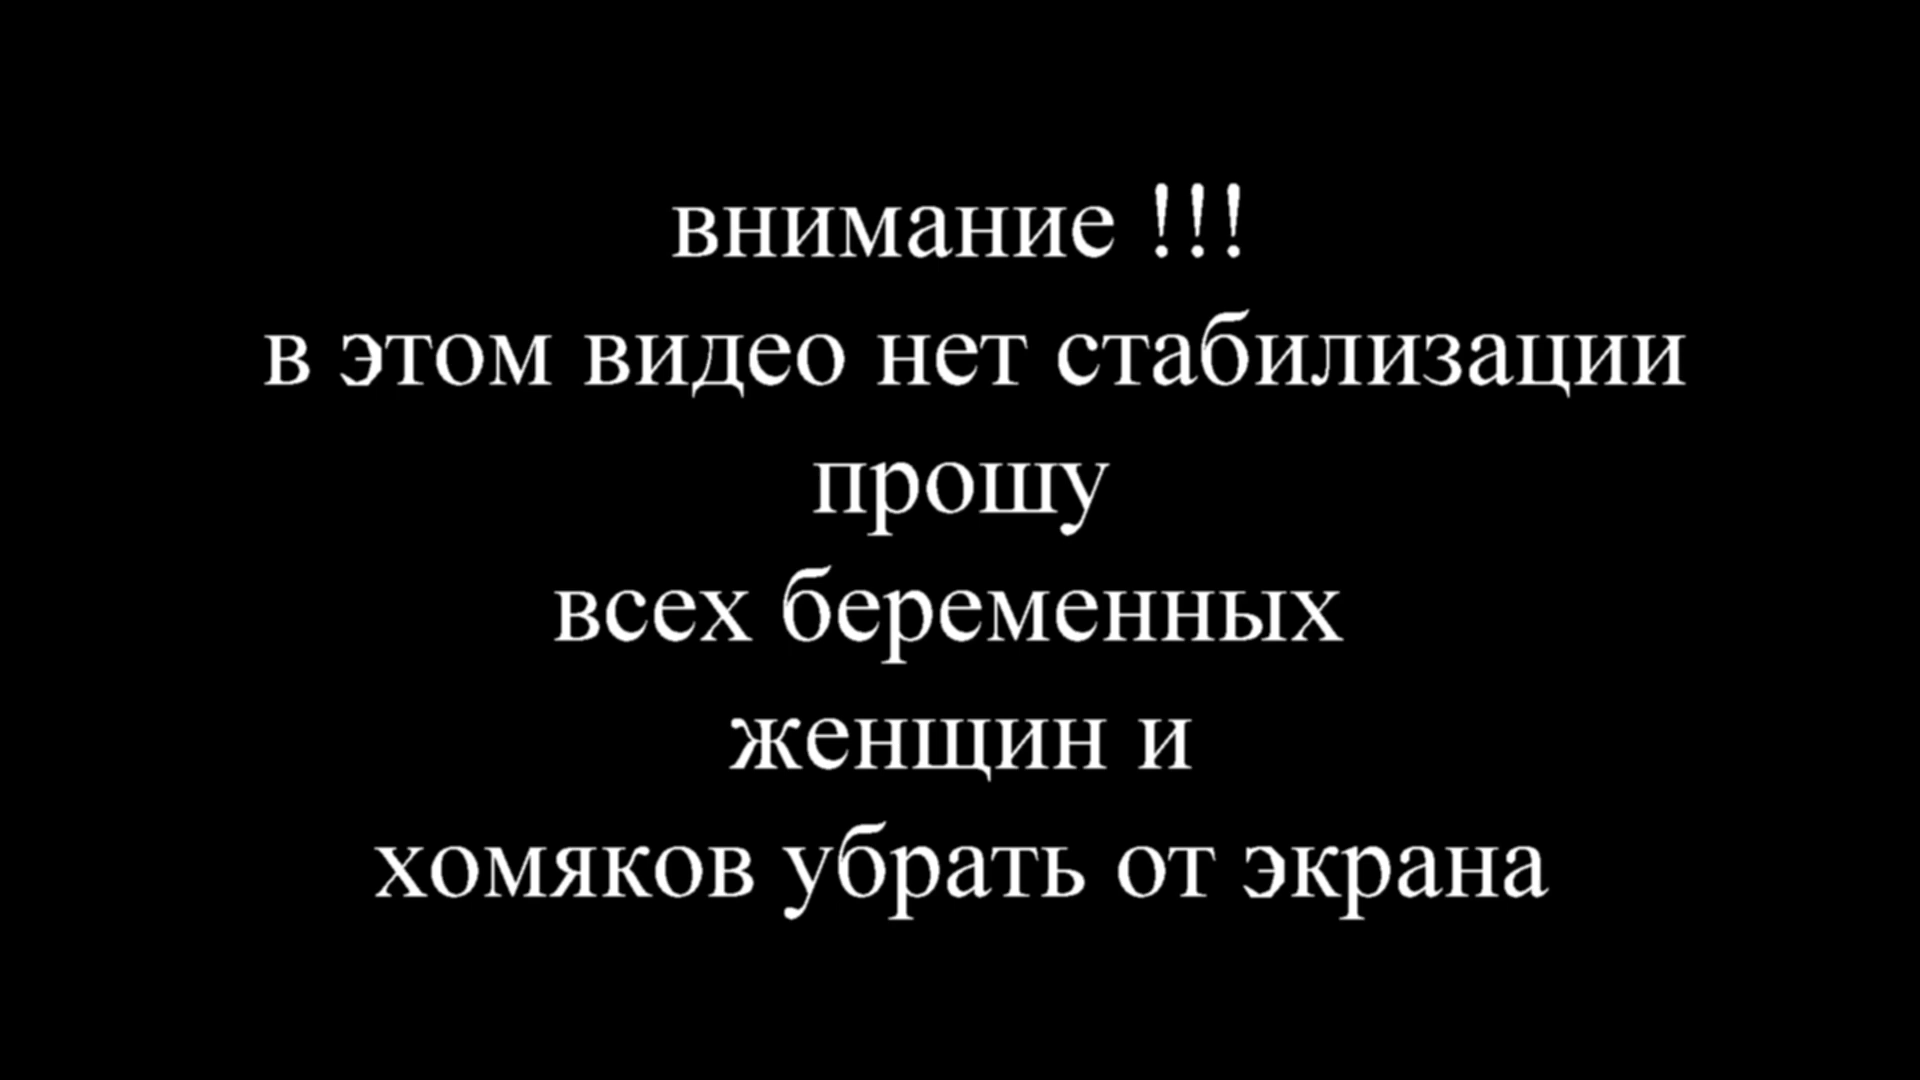 внимание !!!
в этом видео нет стабилизации
прошу
всех беременных
женщин и
хомяков убрать от экрана